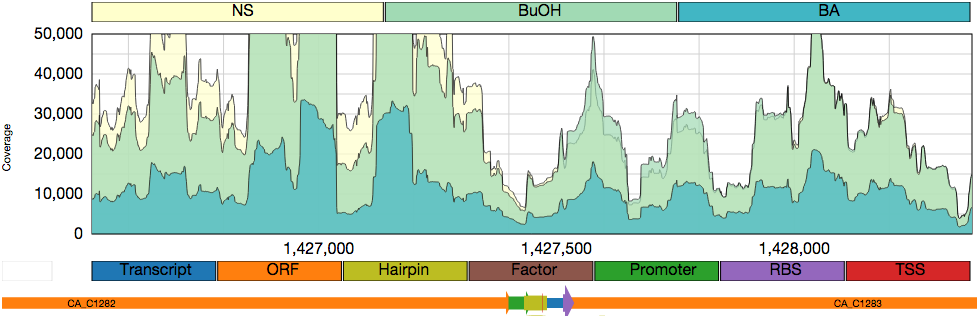 NS BuOH BA
50,000
40,000
30,000
20,000
10,000
0
Coverage
1,427,000 1,427,500 1,428,000
Transcript ORF Hairpin Factor Promoter RBS TSS
CA_C1282 CA_C1283